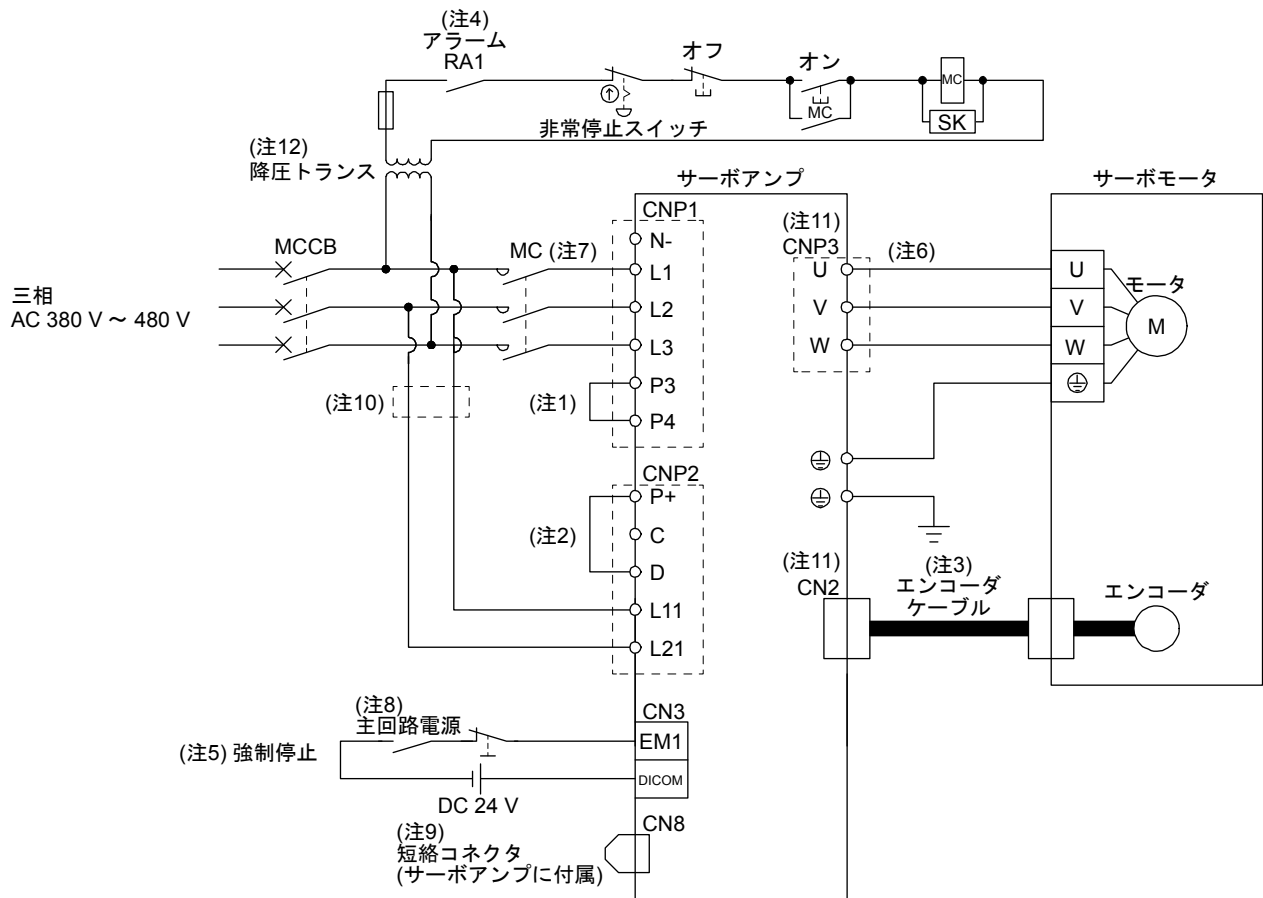 (注4)
アラーム
RA1
オフ
オン
MC
MC
SK
非常停止スイッチ
(注12)
降圧トランス
サーボアンプ
サーボモータ
CNP1
N-
(注11)
CNP3
MCCB
MC (注7)
L1
U
(注6)
U
モータ
三相
AC 380 V ～ 480 V
L2
V
V
M
L3
W
W
P3
(注10)
(注1)
P4
CNP2
P+
(注2)
C
D
(注11)
CN2
(注3)
エンコーダ
ケーブル
エンコーダ
L11
L21
(注8)
主回路電源
CN3
(注5) 強制停止
EM1
DICOM
DC 24 V
(注9)
短絡コネクタ
(サーボアンプに付属)
CN8